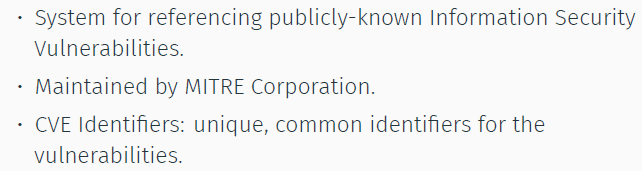 • System for referencing publicly-known Information Security
Vulnerabilities.
• Maintained by MITRE Corporation.
• CVE Identifiers: unique, common identifiers for the
vulnerabilities.